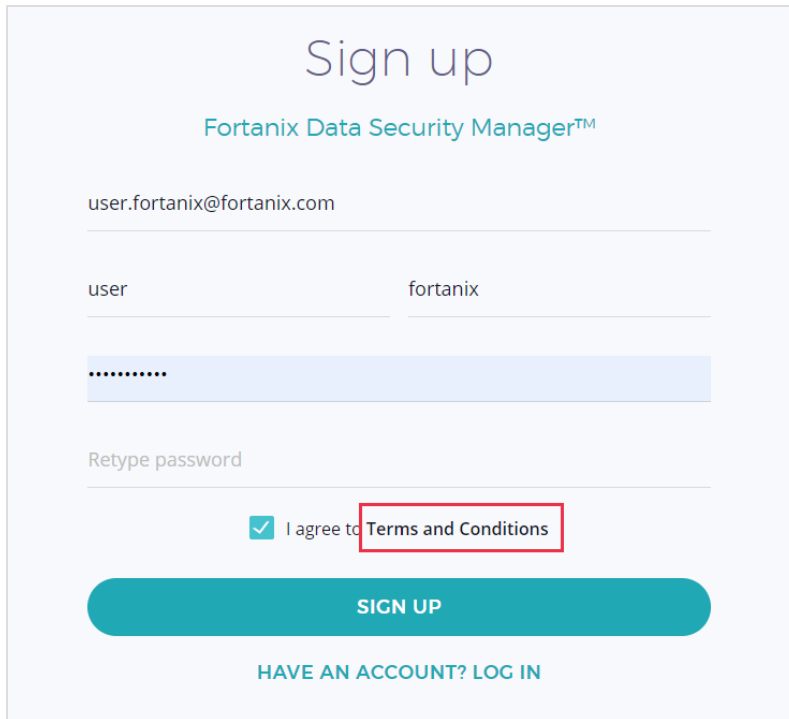 Sign up
Fortanix Data Security Manager™
user.fortanix@fortanix.com
user fortanix
•••••••••••
Retype password
I agree to Terms and Conditions
SIGN UP
HAVE AN ACCOUNT? LOG IN